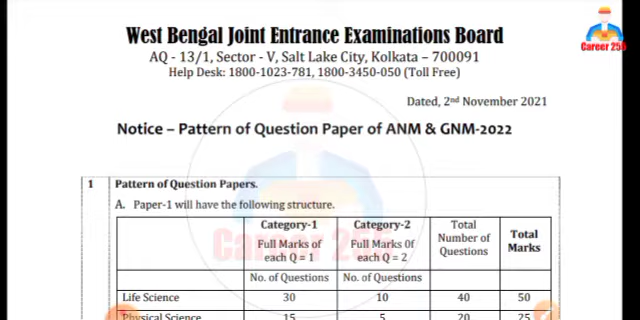 West Bengal Joint Entrance Examinations Board
AQ - 13/1, Sector - V, Salt Lake City, Kolkata – 700091
Help Desk: 1800-1023-781, 1800-3450-050 (Toll Free)
Career 256
Dated, 2nd November 2021
Notice – Pattern of Question Paper of ANM & GNM-2022
1 Pattern of Question Papers.
A. Paper-1 will have the following structure.
Category-1 Category-2 Total Number of Questions Total Marks
Full Marks of each Q = 1 Full Marks 0f each Q = 2
No. of Questions No. of Questions
Life Science 30 10 40 50
Physical Science 15 5 20 25
Career 256